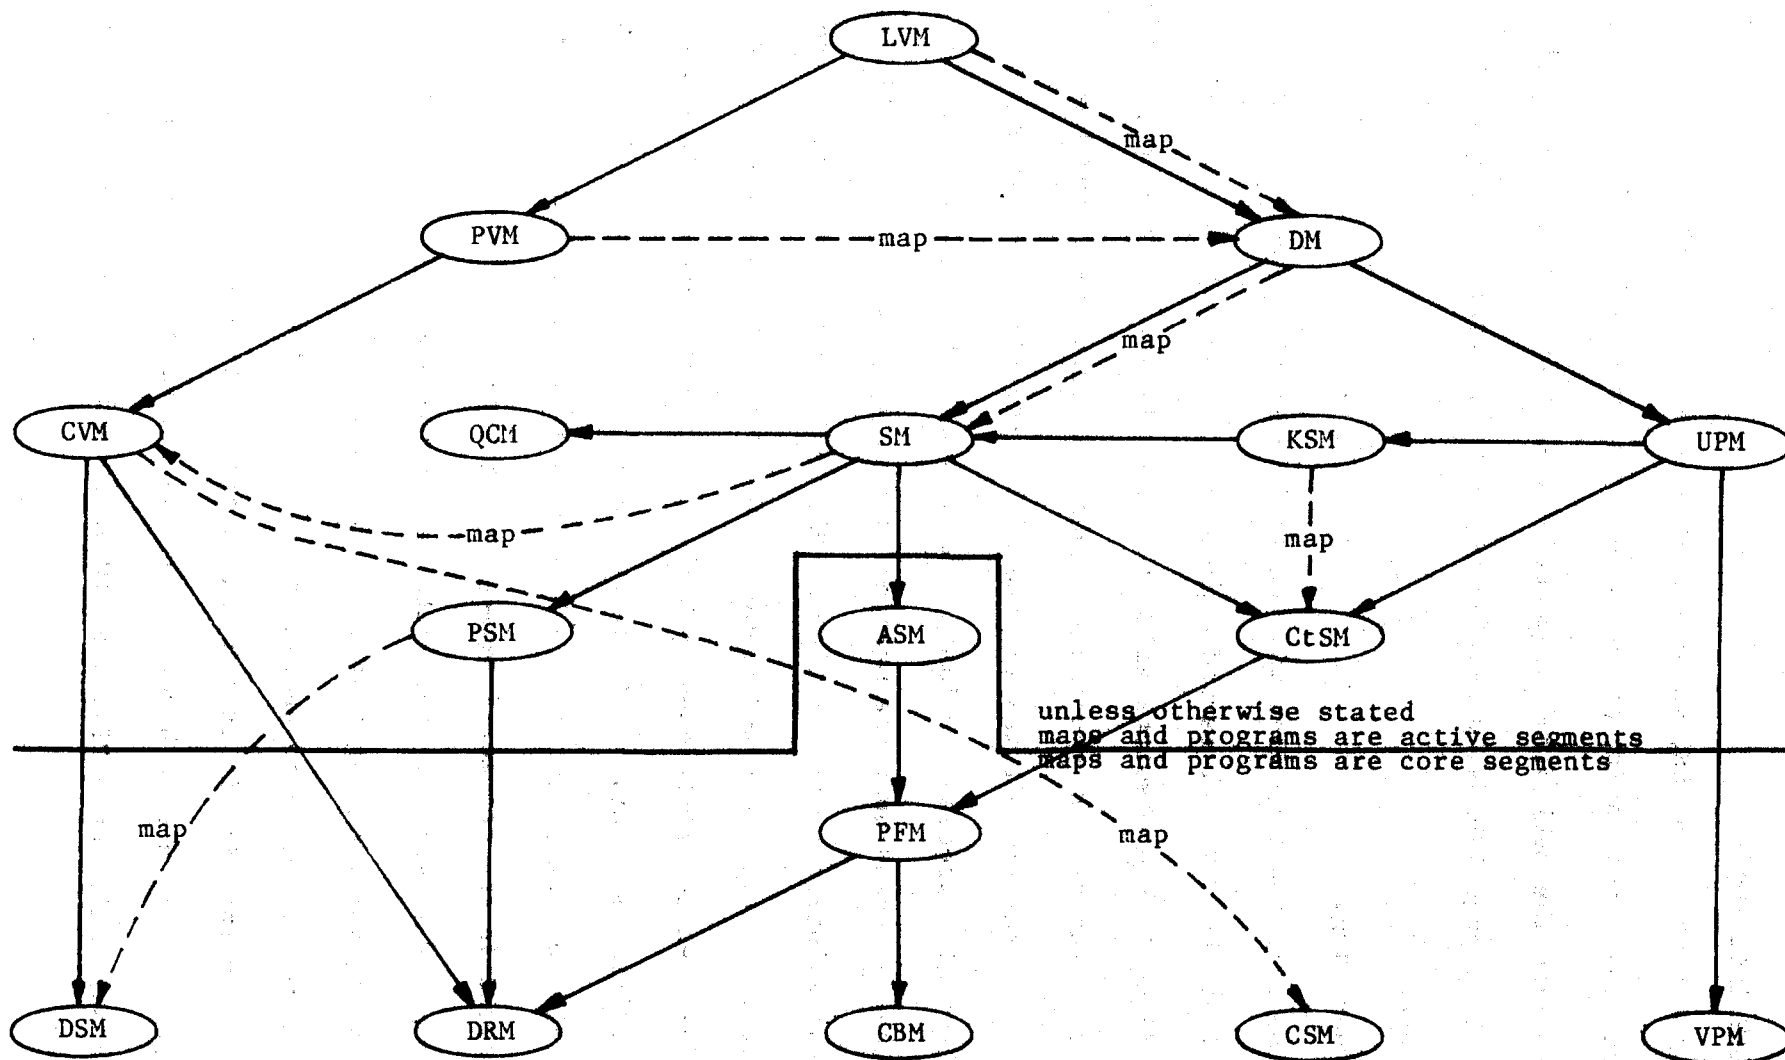 LVM
map
PVM
map
DM
map
CVM
QCM
SM
KSM
UPM
map
map
PSM
ASM
CtSM
unless otherwise stated
maps and programs are active segments
maps and programs are core segments
map
PFM
map
DSM
DRM
CBM
CSM
VPM